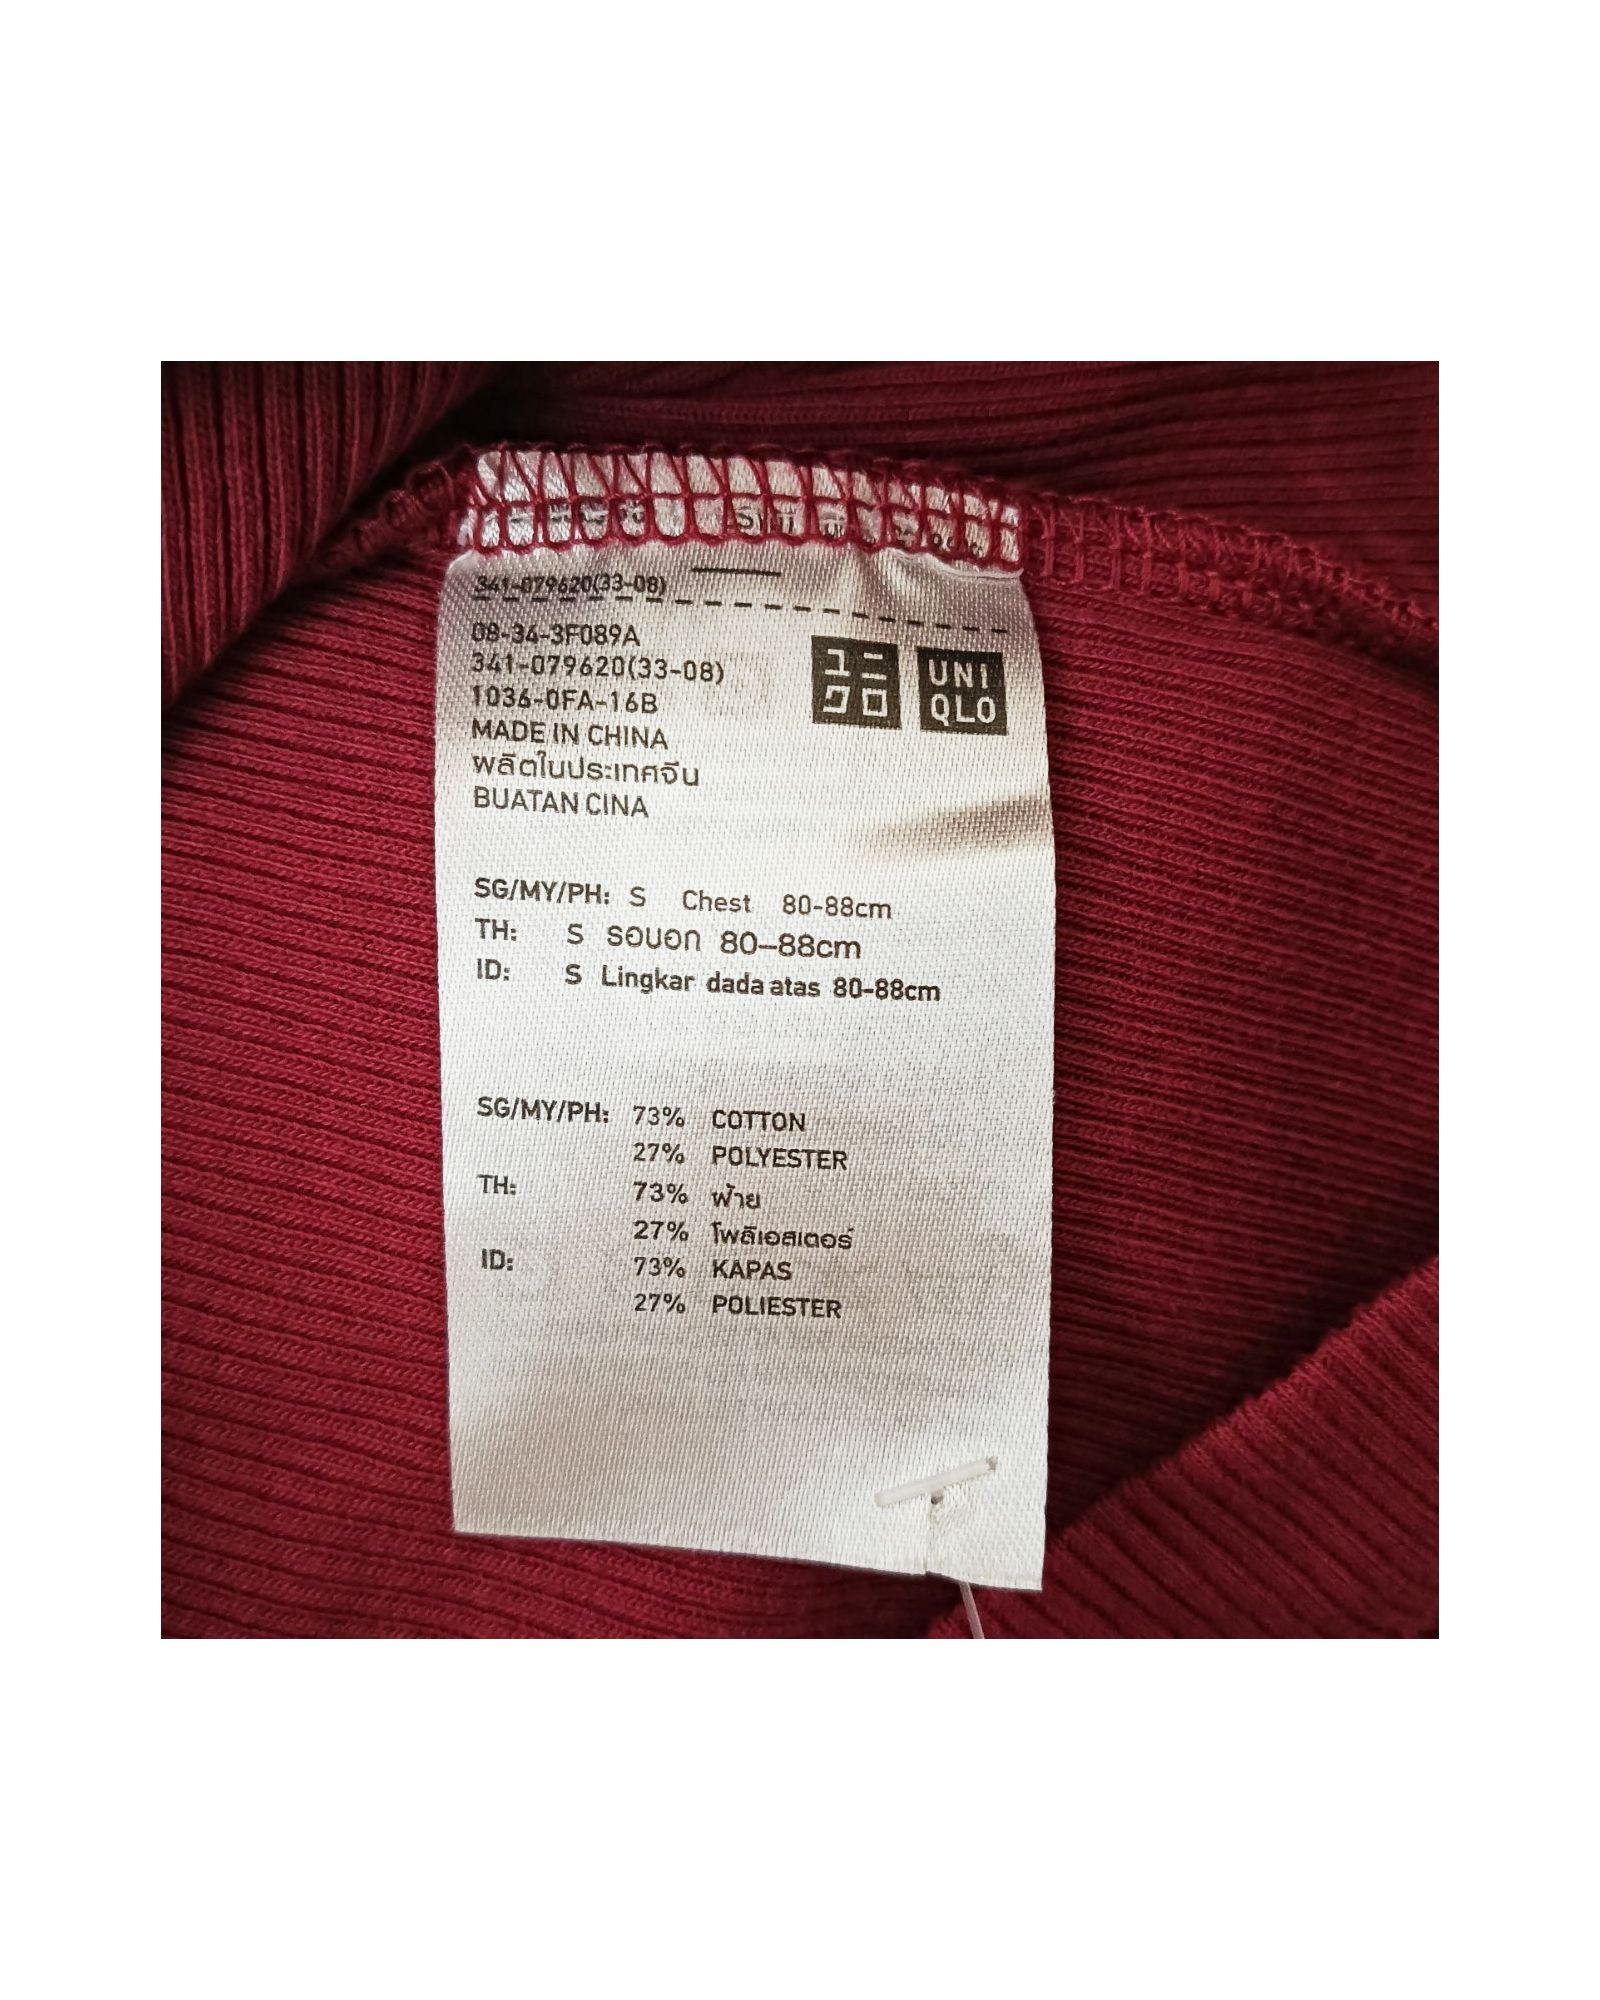 341-079620(33-08)
08-34-3F089A
341-079620(33-08)
1036-0FA-16B
ユニ
クロ
UNI
QLO
MADE IN CHINA
ผลิตในประเทศจีน
BUATAN CINA
SG/MY/PH: S Chest 80-88cm
TH: S รอบอก 80–88cm
ID: S Lingkar dada atas 80-88cm
SG/MY/PH: 73% COTTON
27% POLYESTER
TH: 73% ฝ้าย
27% โพลิเอสเตอร์
ID: 73% KAPAS
27% POLIESTER